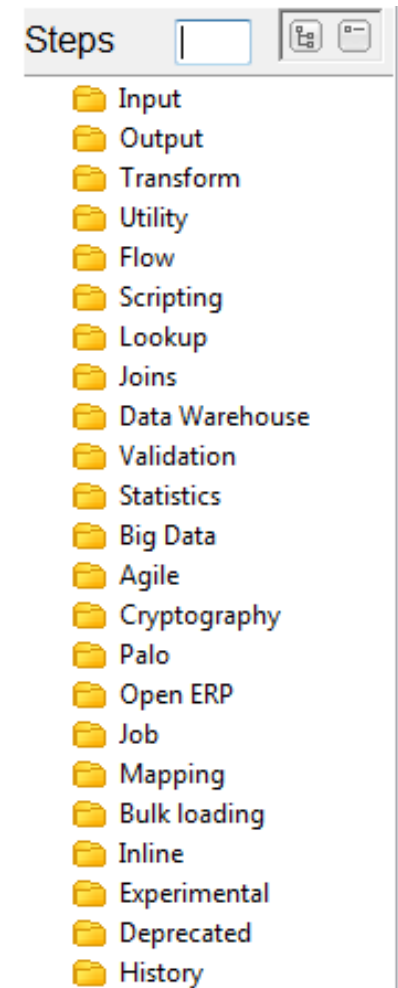 Steps
Input
Output
Transform
Utility
Flow
Scripting
Lookup
Joins
Data Warehouse
Validation
Statistics
Big Data
Agile
Cryptography
Palo
Open ERP
Job
Mapping
Bulk loading
Inline
Experimental
Deprecated
History